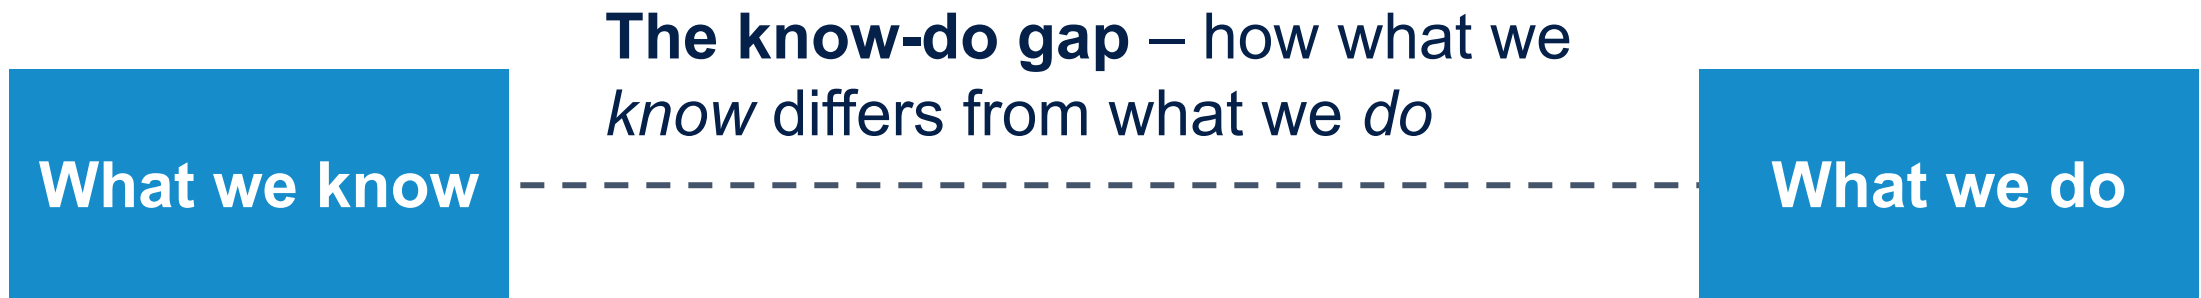 The know-do gap – how what we
know differs from what we do
What we know
What we do